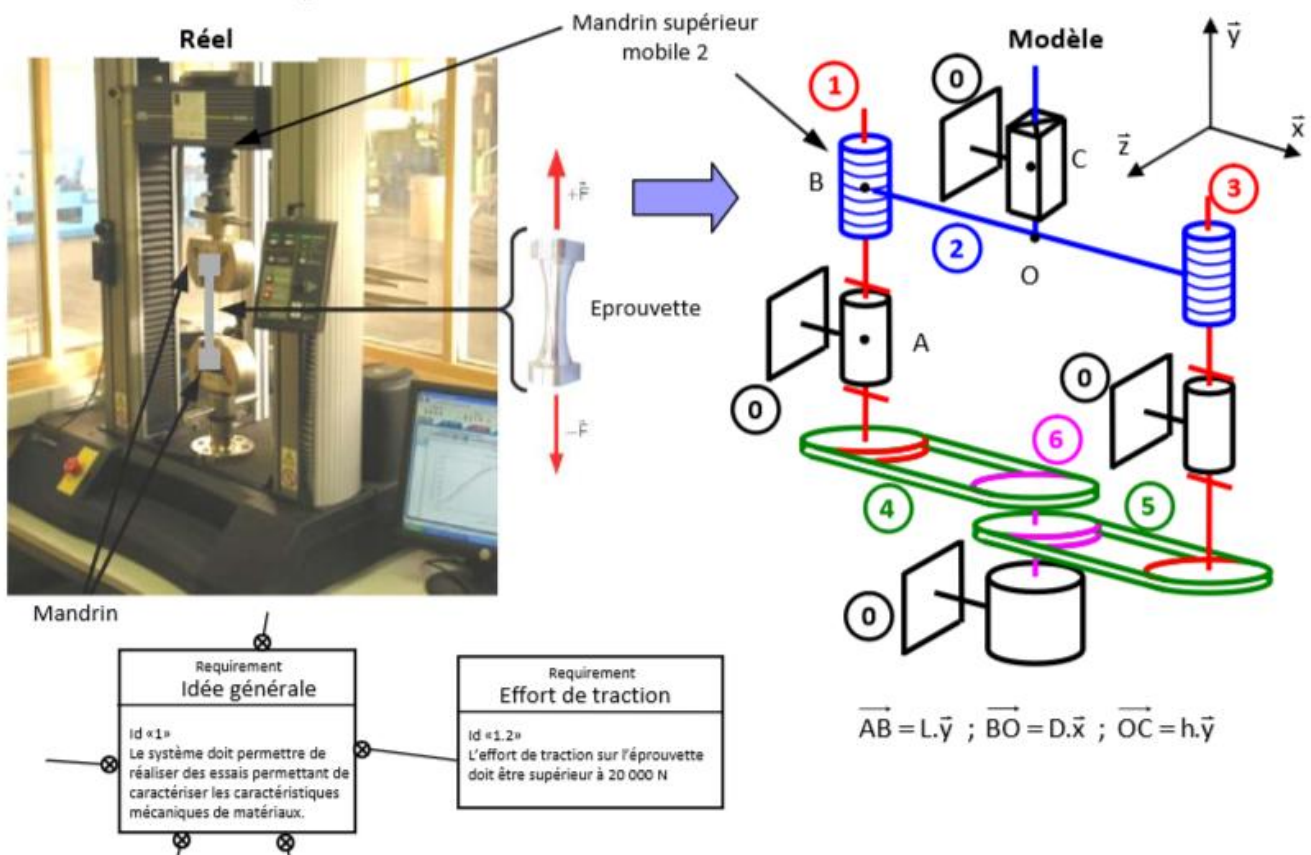 Réel
Mandrin supérieur
mobile 2
Modèle
y
x
z
0
1
C
B
3
2
O
+F
Eprouvette
A
0
0
-F
6
4
5
0
Mandrin
Requirement
Idée générale
Id «1»
Le système doit permettre de
réaliser des essais permettant de
caractériser les caractéristiques
mécaniques de matériaux.
Requirement
Effort de traction
Id «1.2»
L'effort de traction sur l'éprouvette
doit être supérieur à 20 000 N
AB = L.y ; BO = D.x ; OC = h.y